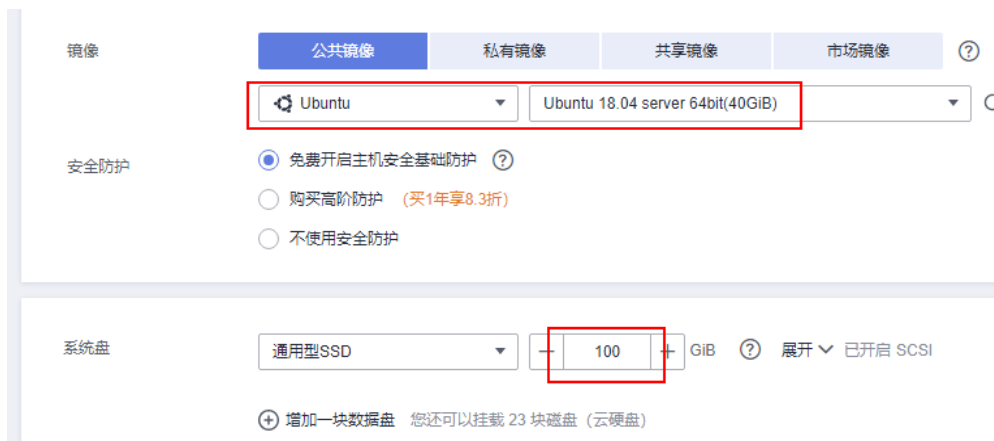 镜像 公共镜像 私有镜像 共享镜像 市场镜像 ?
Ubuntu Ubuntu 18.04 server 64bit(40GiB)
安全防护 免费开启主机安全基础防护 ?
购买高阶防护 (买1年享8.3折)
不使用安全防护
系统盘 通用型SSD − 100 + GiB ? 展开 已开启 SCSI
增加一块数据盘 您还可以挂载 23 块磁盘 (云硬盘)